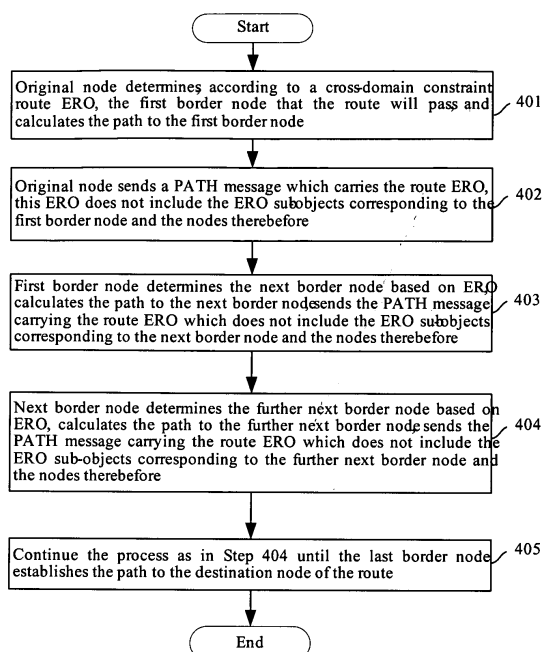 Start
Original node determines according to a cross-domain constraint
route ERO, the first border node that the route will pass and
calculates the path to the first border node
401
Original node sends a PATH message which carries the route ERO,
this ERO does not include the ERO subobjects corresponding to the
first border node and the nodes therebefore
402
First border node determines the next border node based on ERO
calculates the path to the next border node, sends the PATH message
carrying the route ERO which does not include the ERO subobjects
corresponding to the next border node and the nodes therebefore
403
Next border node determines the further next border node based on
ERO, calculates the path to the further next border node, sends the
PATH message carrying the route ERO which does not include the
ERO sub-objects corresponding to the further next border node and
the nodes therebefore
404
Continue the process as in Step 404 until the last border node
establishes the path to the destination node of the route
405
End